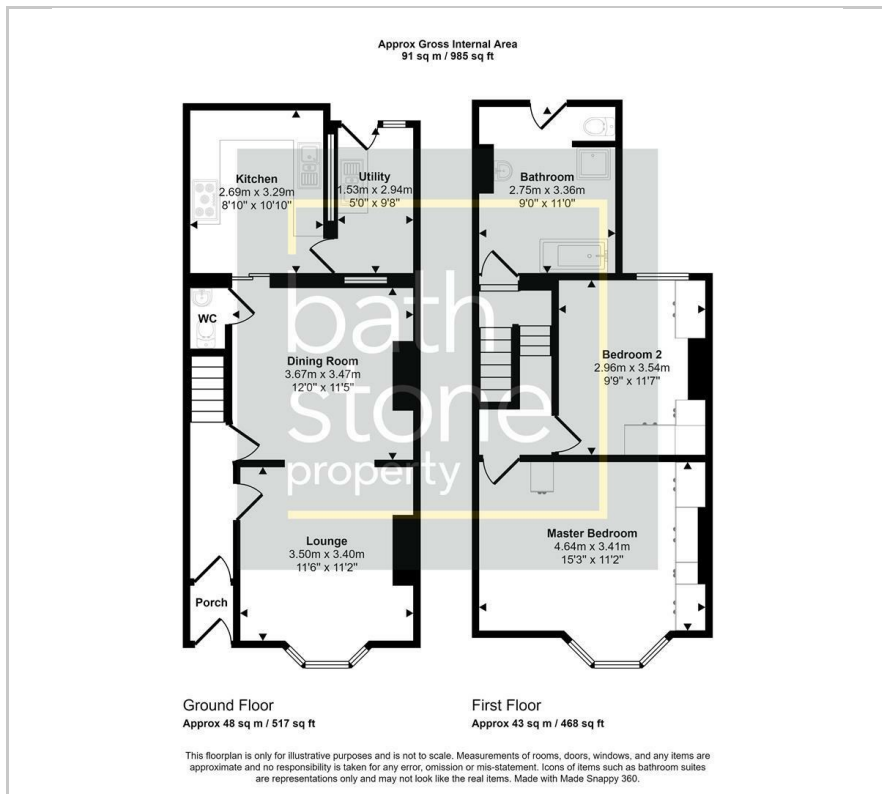 Approx Gross Internal Area
91 sq m / 985 sq ft
Kitchen
2.69m x 3.29m
8'10" x 10'10"
Utility
1.53m x 2.94m
5'0" x 9'8"
Bathroom
2.75m x 3.36m
9'0" x 11'0"
WC
bath
stone
property
Dining Room
3.67m x 3.47m
12'0" x 11'5"
Bedroom 2
2.96m x 3.54m
9'9" x 11'7"
Lounge
3.50m x 3.40m
11'6" x 11'2"
Master Bedroom
4.64m x 3.41m
15'3" x 11'2"
Porch
Ground Floor
Approx 48 sq m / 517 sq ft
First Floor
Approx 43 sq m / 468 sq ft
This floorplan is only for illustrative purposes and is not to scale. Measurements of rooms, doors, windows, and any items are
approximate and no responsibility is taken for any error, omission or mis-statement. Icons of items such as bathroom suites
are representations only and may not look like the real items. Made with Made Snappy 360.